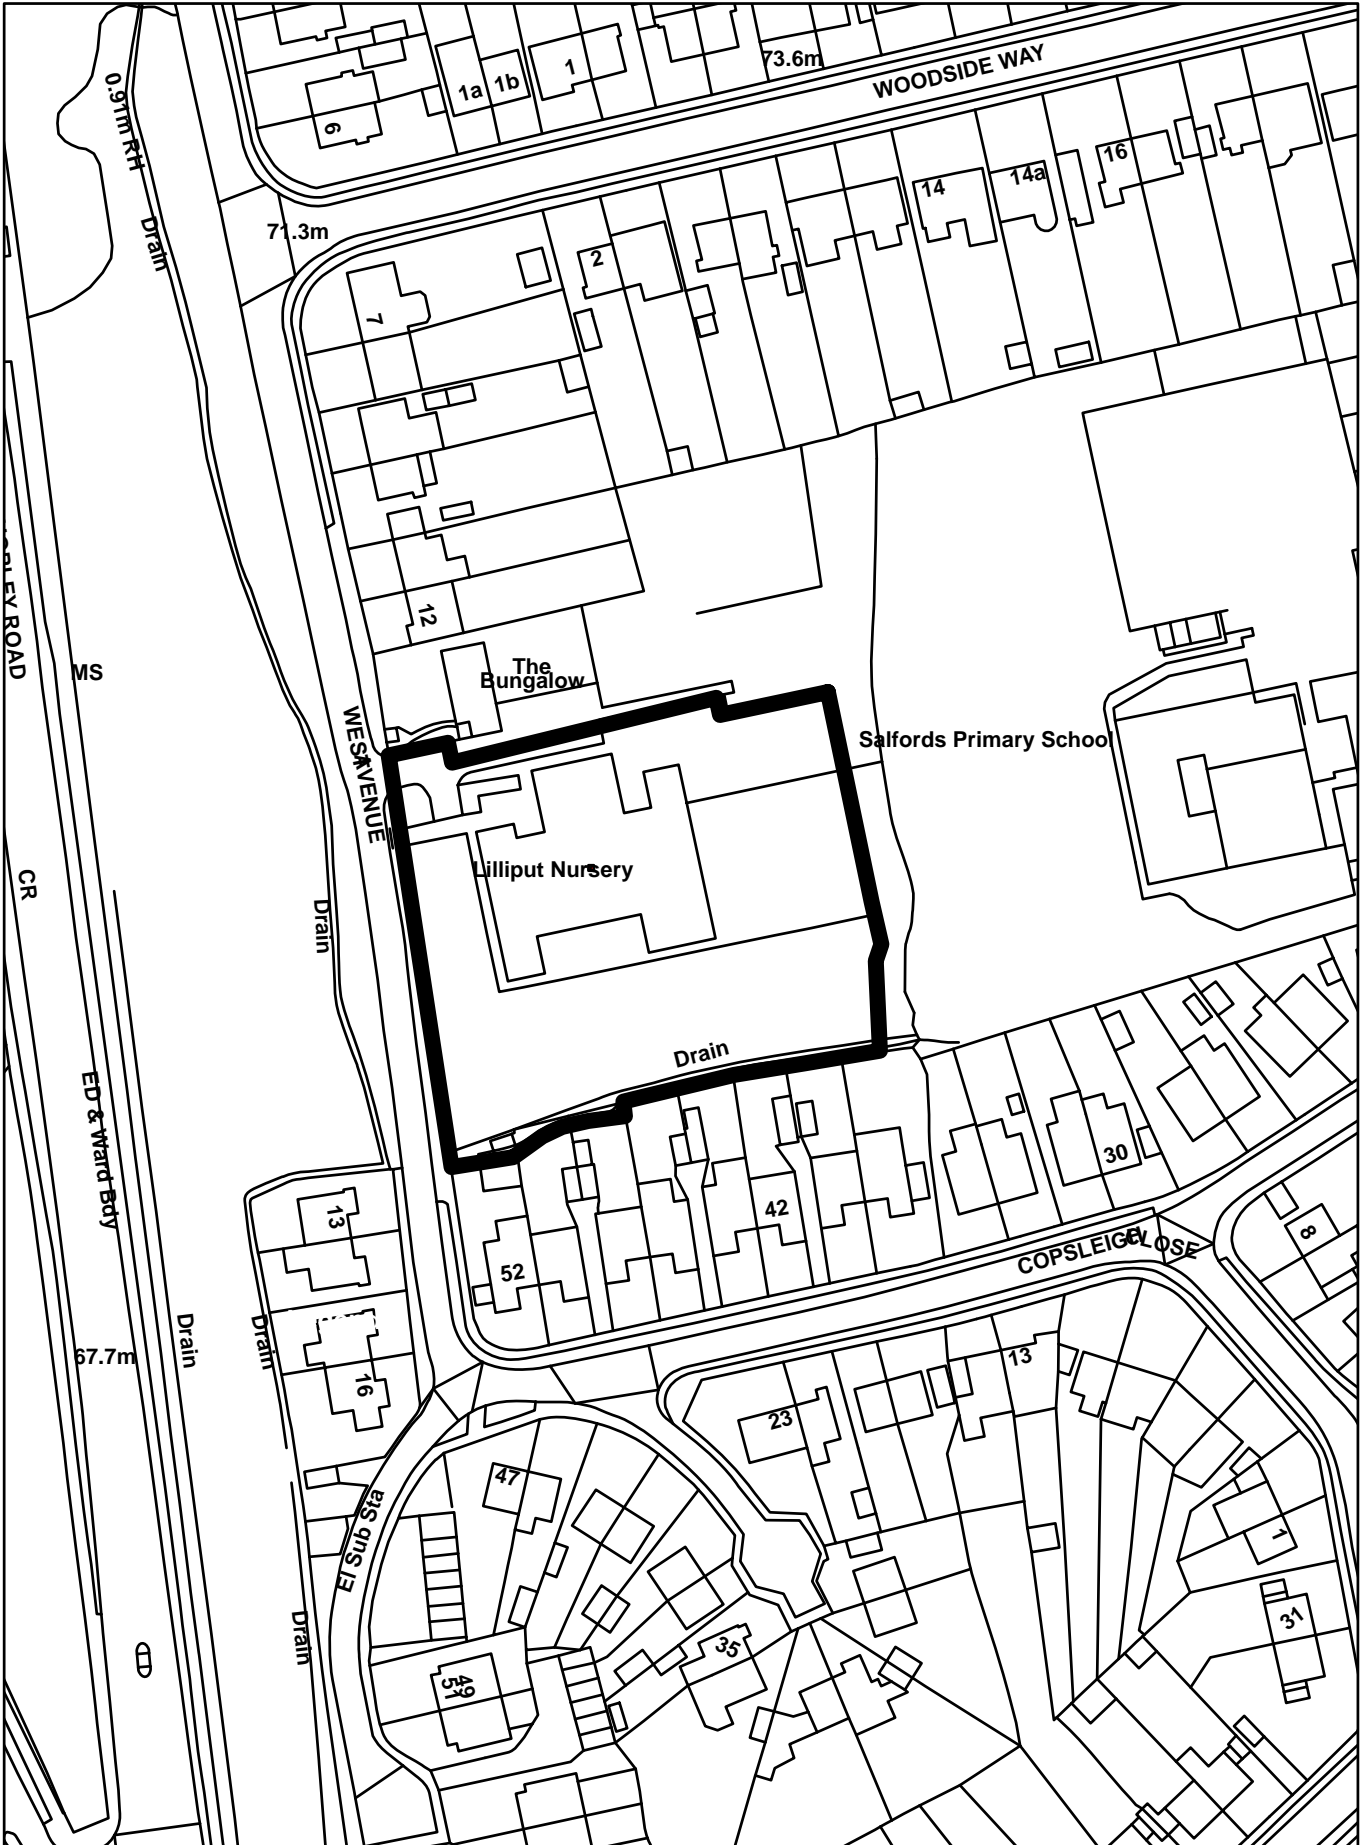 73.6m
WOODSIDE WAY
1a
1b
1
6
0.91m RH
Drain
71.3m
16
14a
14
2
7
12
The
Bungalow
MS
ROAD
WEST AVENUE
Salfords Primary School
Lilliput Nursery
CR
Drain
Drain
ED & Ward Bdy
30
42
13
52
8
COPSLEIGH CLOSE
Drain
Drain
67.7m
16
13
23
47
El Sub Sta
1
31
Drain
35
49
51